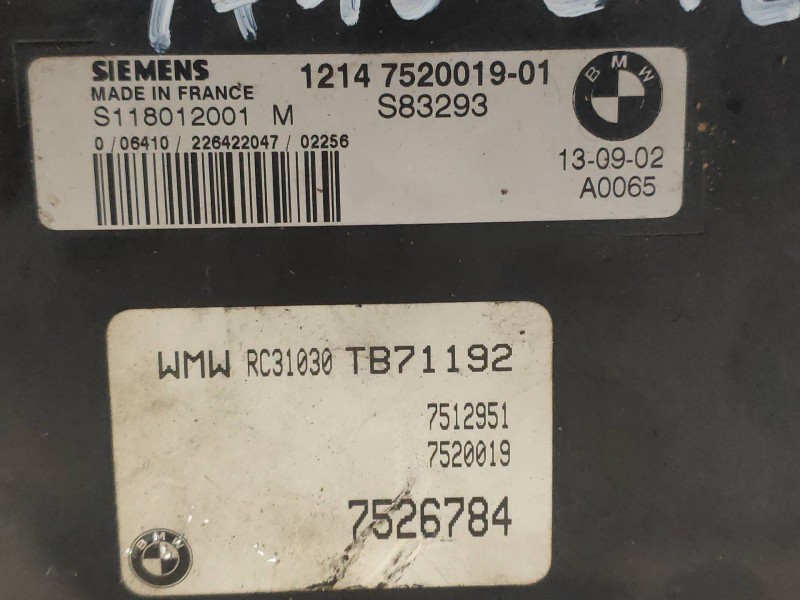 SIEMENS 1214 7520019-01
MADE IN FRANCE
S118012001 M S83293
BMW
0/06410/226422047/02256
13-09-02
A0065
WMW RC31030 TB71192
7512951
7520019
7526784
BMW